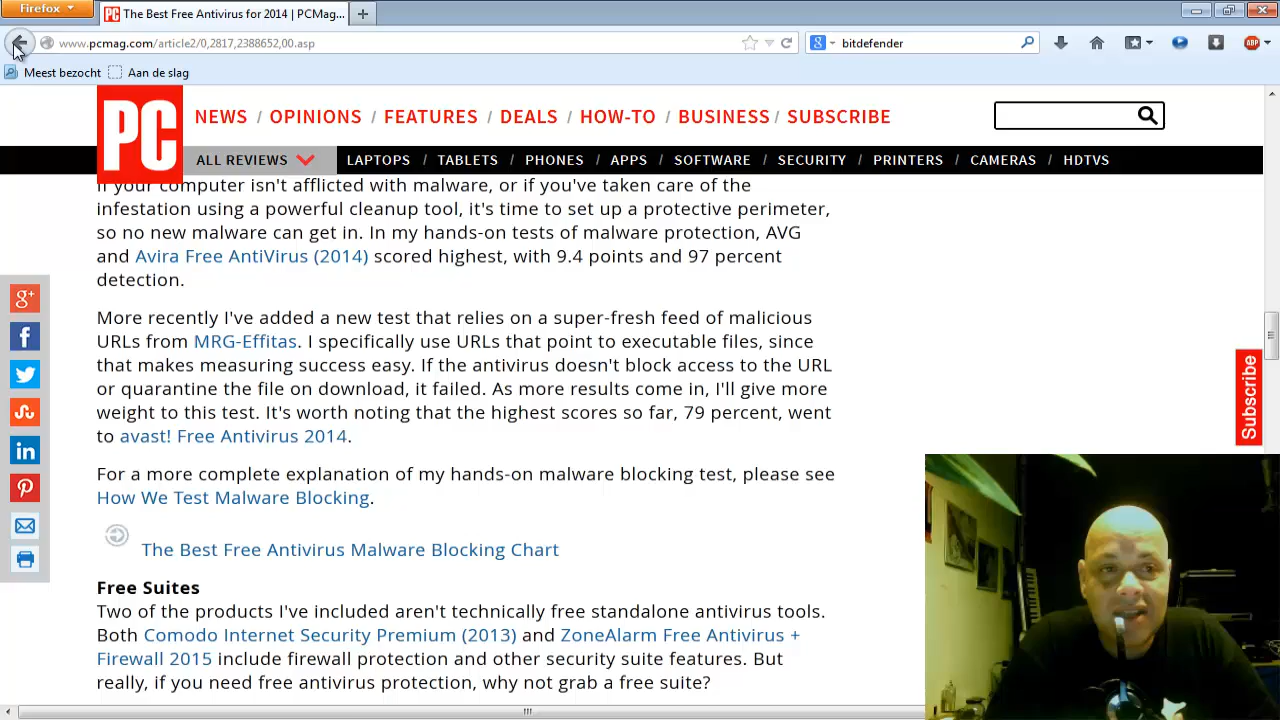 Firefox
The Best Free Antivirus for 2014 | PCMag...
www.pcmag.com/article2/0,2817,2388652,00.asp
bitdefender
ABP
Meest bezocht Aan de slag
PC
NEWS / OPINIONS / FEATURES / DEALS / HOW-TO / BUSINESS / SUBSCRIBE
ALL REVIEWS LAPTOPS / TABLETS / PHONES / APPS / SOFTWARE / SECURITY / PRINTERS / CAMERAS / HDTVS
If your computer isn't afflicted with malware, or if you've taken care of the
infestation using a powerful cleanup tool, it's time to set up a protective perimeter,
so no new malware can get in. In my hands-on tests of malware protection, AVG
and Avira Free AntiVirus (2014) scored highest, with 9.4 points and 97 percent
detection.
More recently I've added a new test that relies on a super-fresh feed of malicious
URLs from MRG-Effitas. I specifically use URLs that point to executable files, since
that makes measuring success easy. If the antivirus doesn't block access to the URL
or quarantine the file on download, it failed. As more results come in, I'll give more
weight to this test. It's worth noting that the highest scores so far, 79 percent, went
to avast! Free Antivirus 2014.
For a more complete explanation of my hands-on malware blocking test, please see
How We Test Malware Blocking.
The Best Free Antivirus Malware Blocking Chart
Free Suites
Two of the products I've included aren't technically free standalone antivirus tools.
Both Comodo Internet Security Premium (2013) and ZoneAlarm Free Antivirus +
Firewall 2015 include firewall protection and other security suite features. But
really, if you need free antivirus protection, why not grab a free suite?
Subscribe